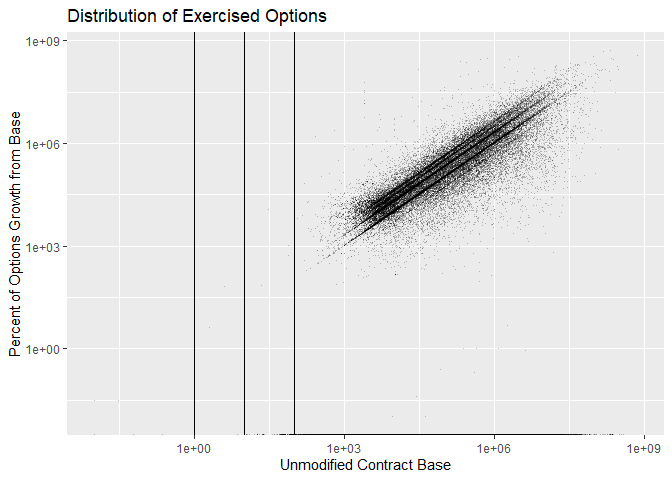 Distribution of Exercised Options
Percent of Options Growth from Base
1e+09
1e+06
1e+03
1e+00
1e+00 1e+03 1e+06 1e+09
Unmodified Contract Base